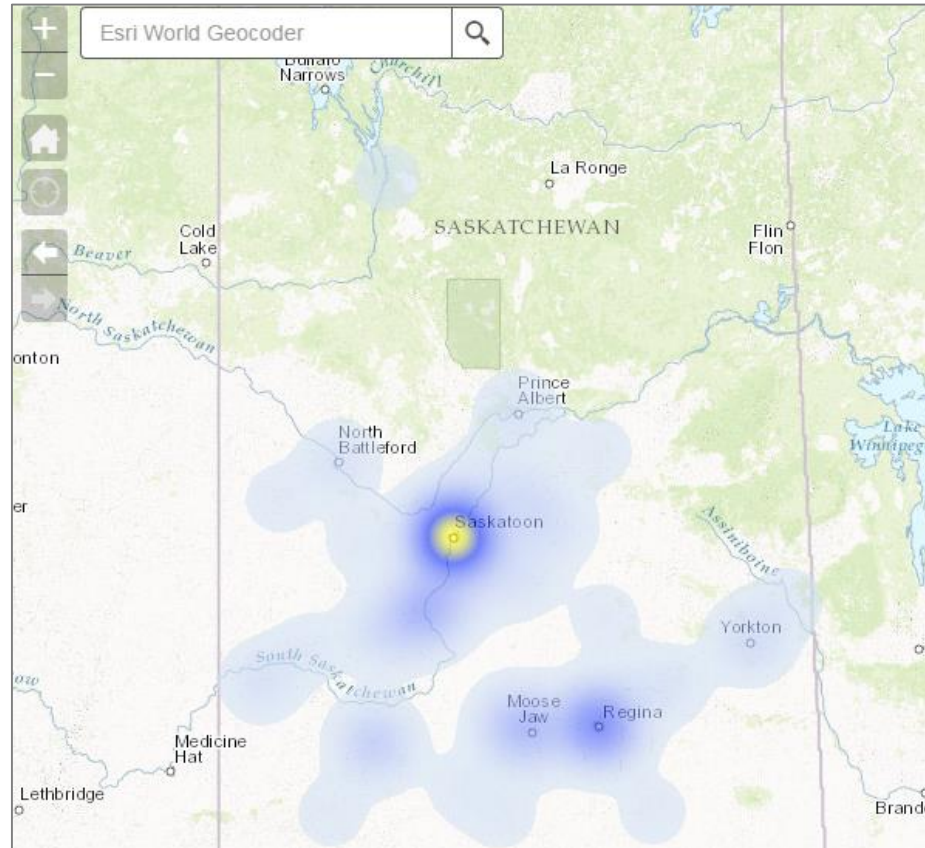 +
Esri World Geocoder
−
Buffalo
Narrows
Churchill
La Ronge
SASKATCHEWAN
Cold
Lake
Flin
Flon
Beaver
North Saskatchewan
onton
Prince
Albert
North
Battleford
Lake
Winnipeg
er
Saskatoon
Assiniboine
Yorkton
South Saskatchewan
ow
Moose
Jaw
Regina
Medicine
Hat
Lethbridge
Brand